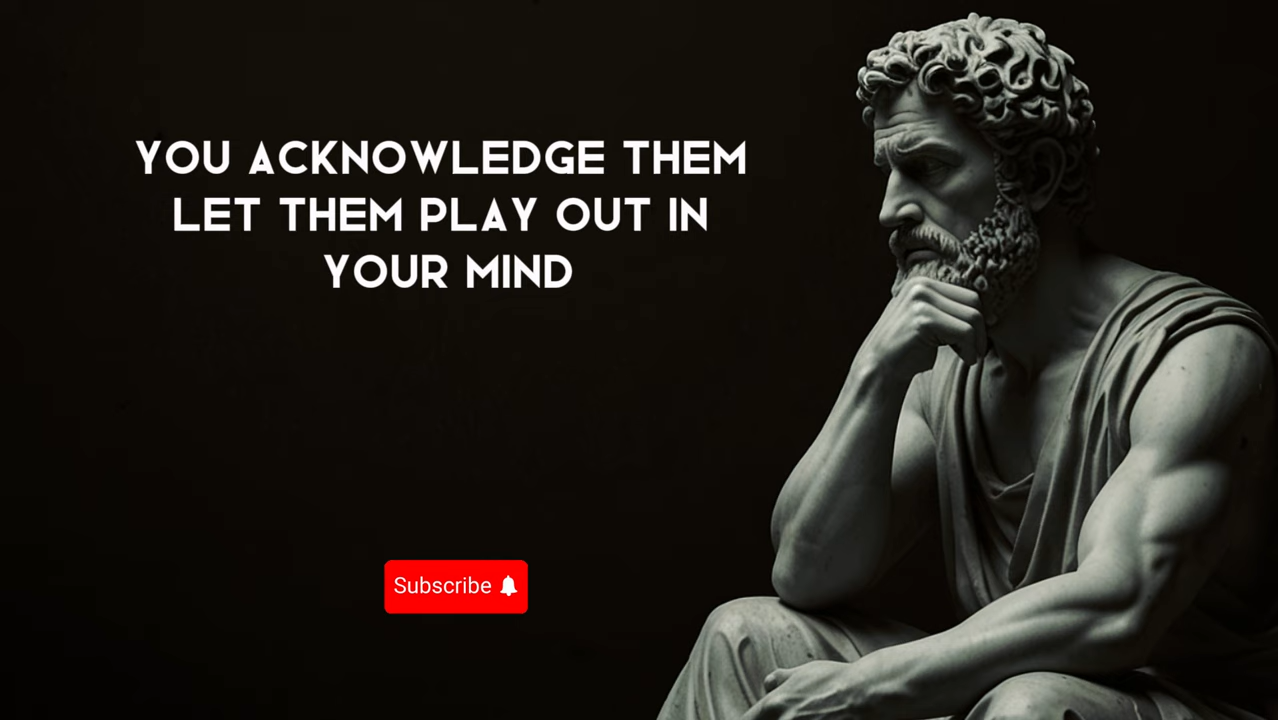 YOU ACKNOWLEDGE THEM
LET THEM PLAY OUT IN
YOUR MIND
Subscribe